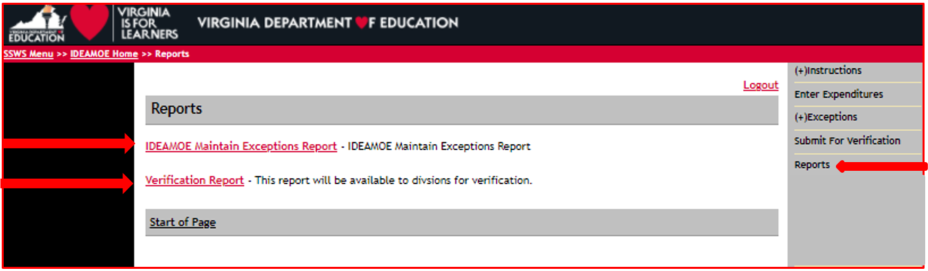 VIRGINIA DEPARTMENT OF
EDUCATION
VIRGINIA
IS FOR
LEARNERS
VIRGINIA DEPARTMENT F EDUCATION
SSWS Menu >> IDEAMOE Home >> Reports
Logout
Reports
IDEAMOE Maintain Exceptions Report - IDEAMOE Maintain Exceptions Report
Verification Report - This report will be available to divsions for verification.
Start of Page
(+)Instructions
Enter Expenditures
(+)Exceptions
Submit For Verification
Reports